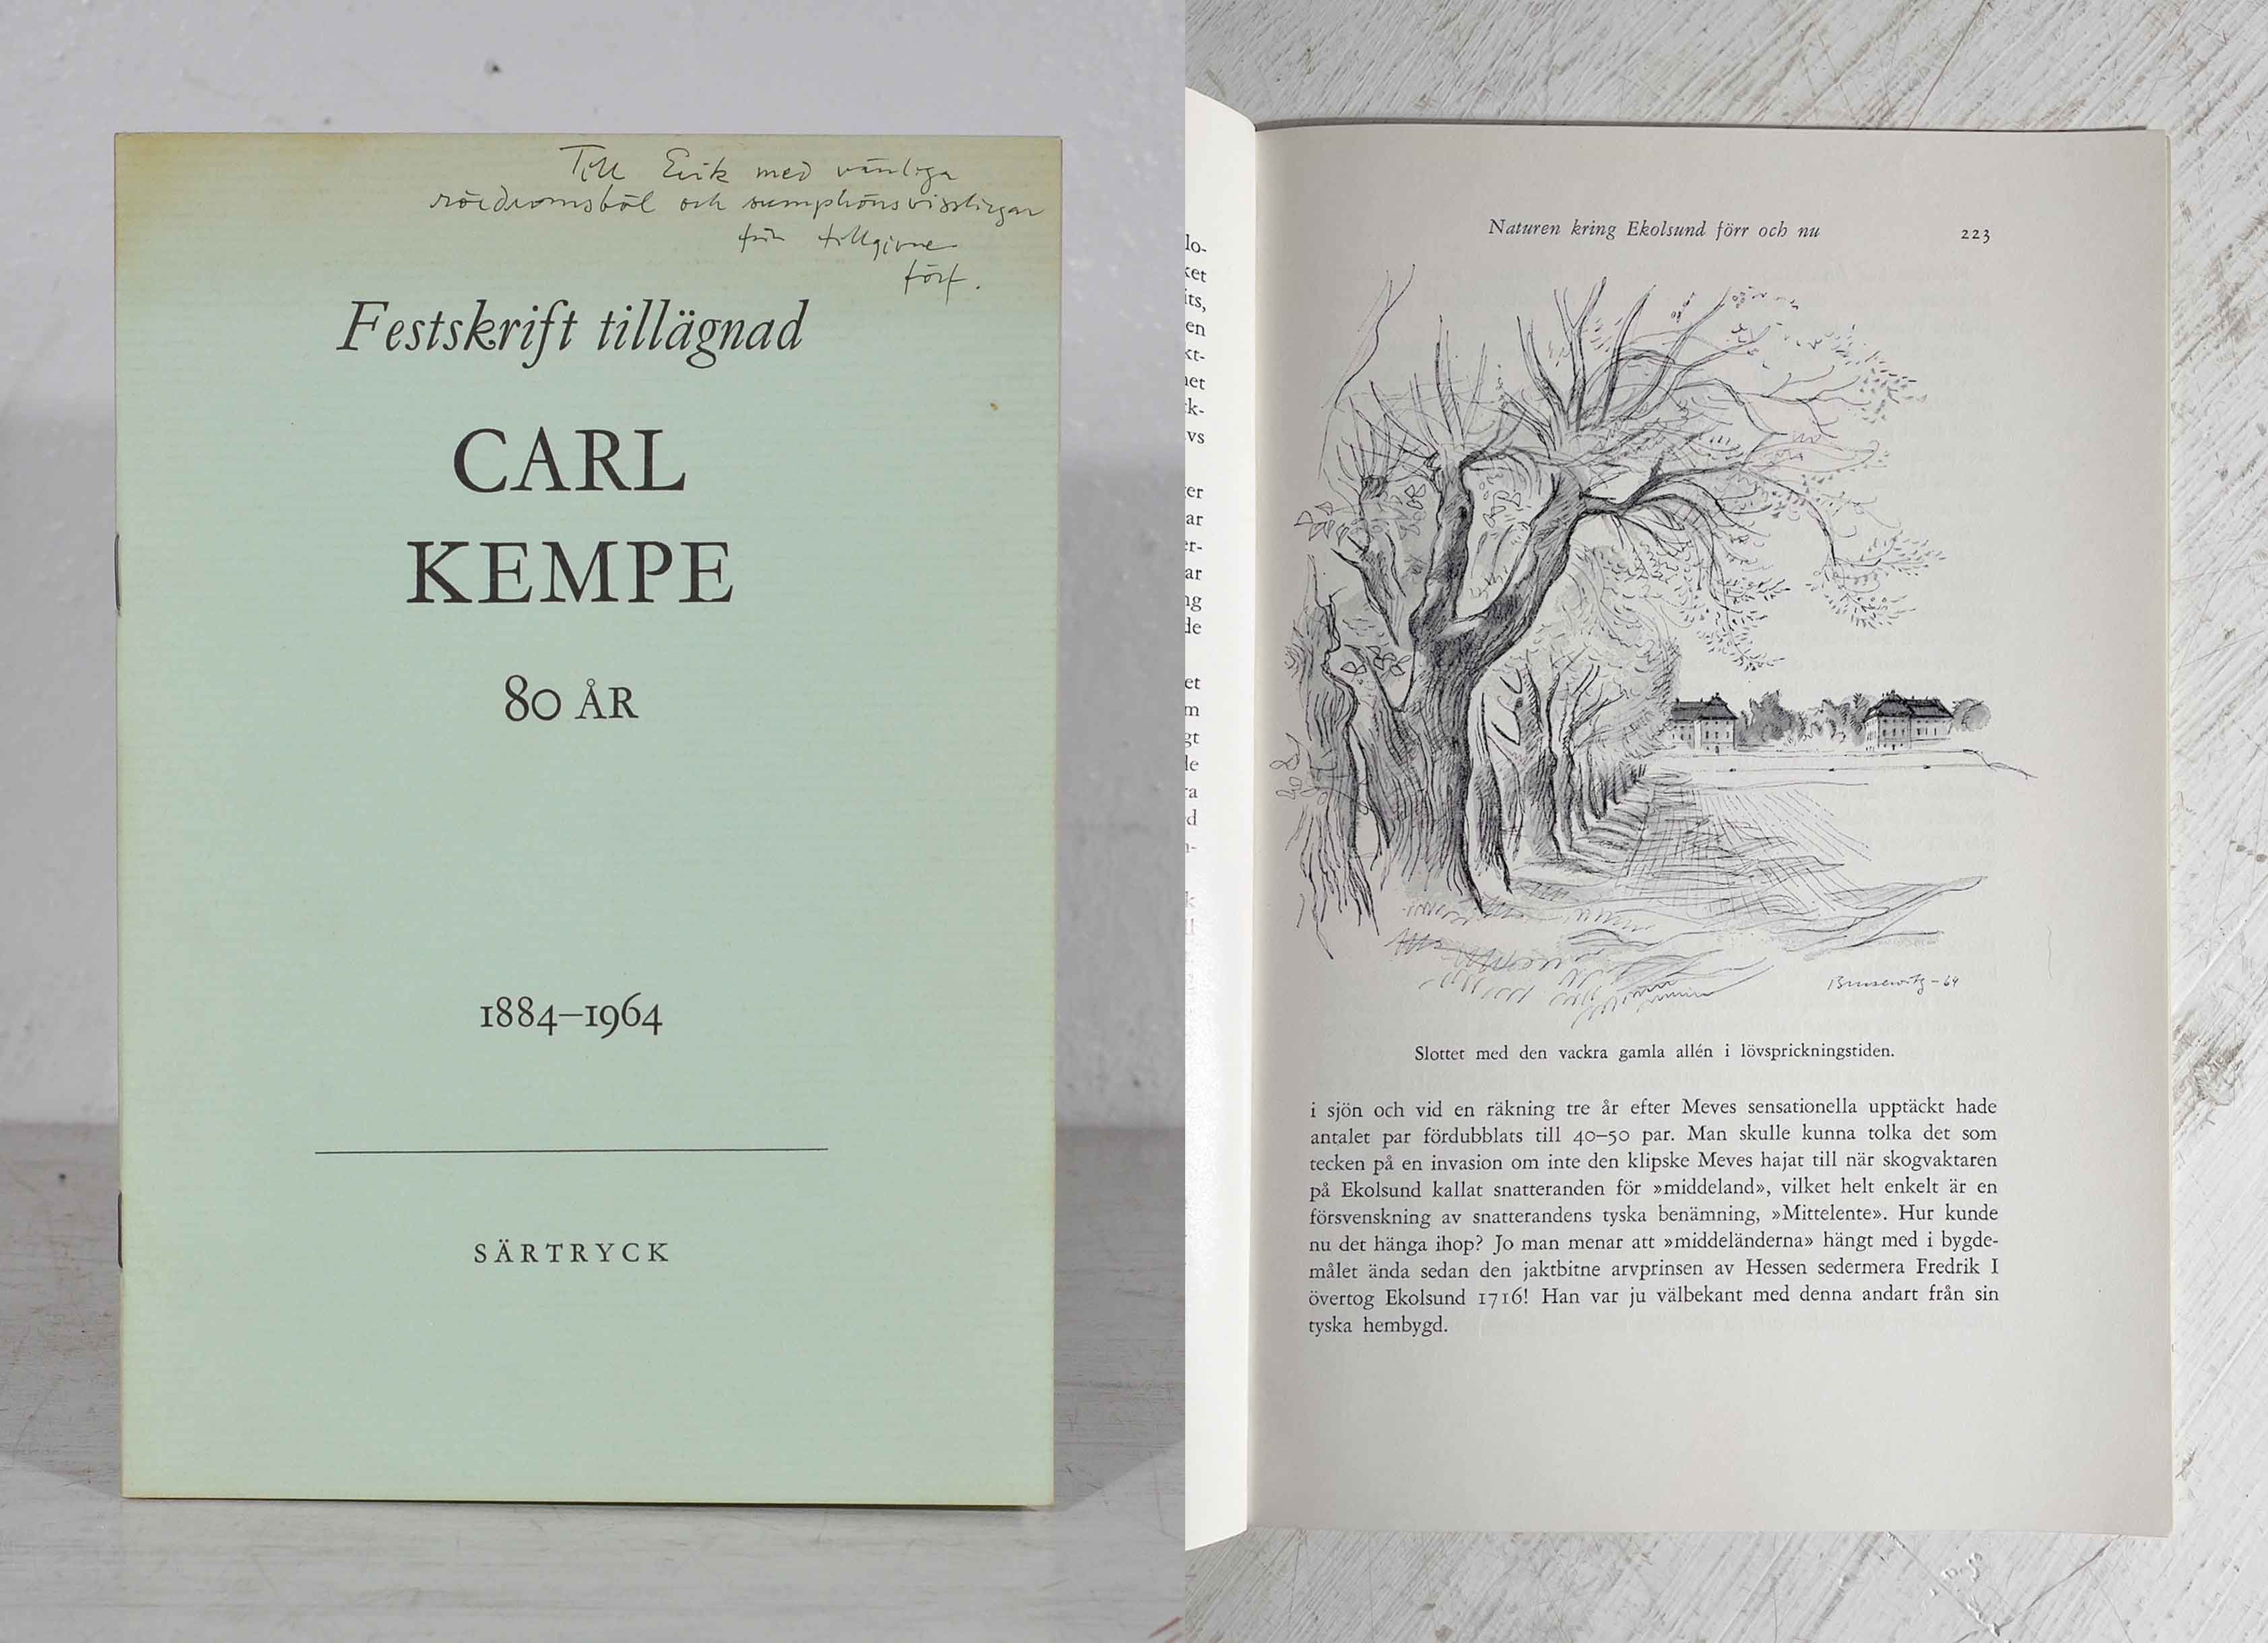 Till Erik med vänliga
rördromsböl och sumphönsvisslingar
från tillgivne
förf.
Festskrift tillägnad
CARL
KEMPE
80 ÅR
1884–1964
SÄRTRYCK
Naturen kring Ekolsund förr och nu 223
Brusewitz-64
Slottet med den vackra gamla allén i lövsprickningstiden.
i sjön och vid en räkning tre år efter Meves sensationella upptäckt hade
antalet par fördubblats till 40–50 par. Man skulle kunna tolka det som
tecken på en invasion om inte den klipske Meves hajat till när skogvaktaren
på Ekolsund kallat snatteranden för »middeland», vilket helt enkelt är en
försvenskning av snatterandens tyska benämning, »Mittelente». Hur kunde
nu det hänga ihop? Jo man menar att »middeländerna» hängt med i bygde-
målet ända sedan den jaktbitne arvprinsen av Hessen sedermera Fredrik I
övertog Ekolsund 1716! Han var ju välbekant med denna andart från sin
tyska hembygd.